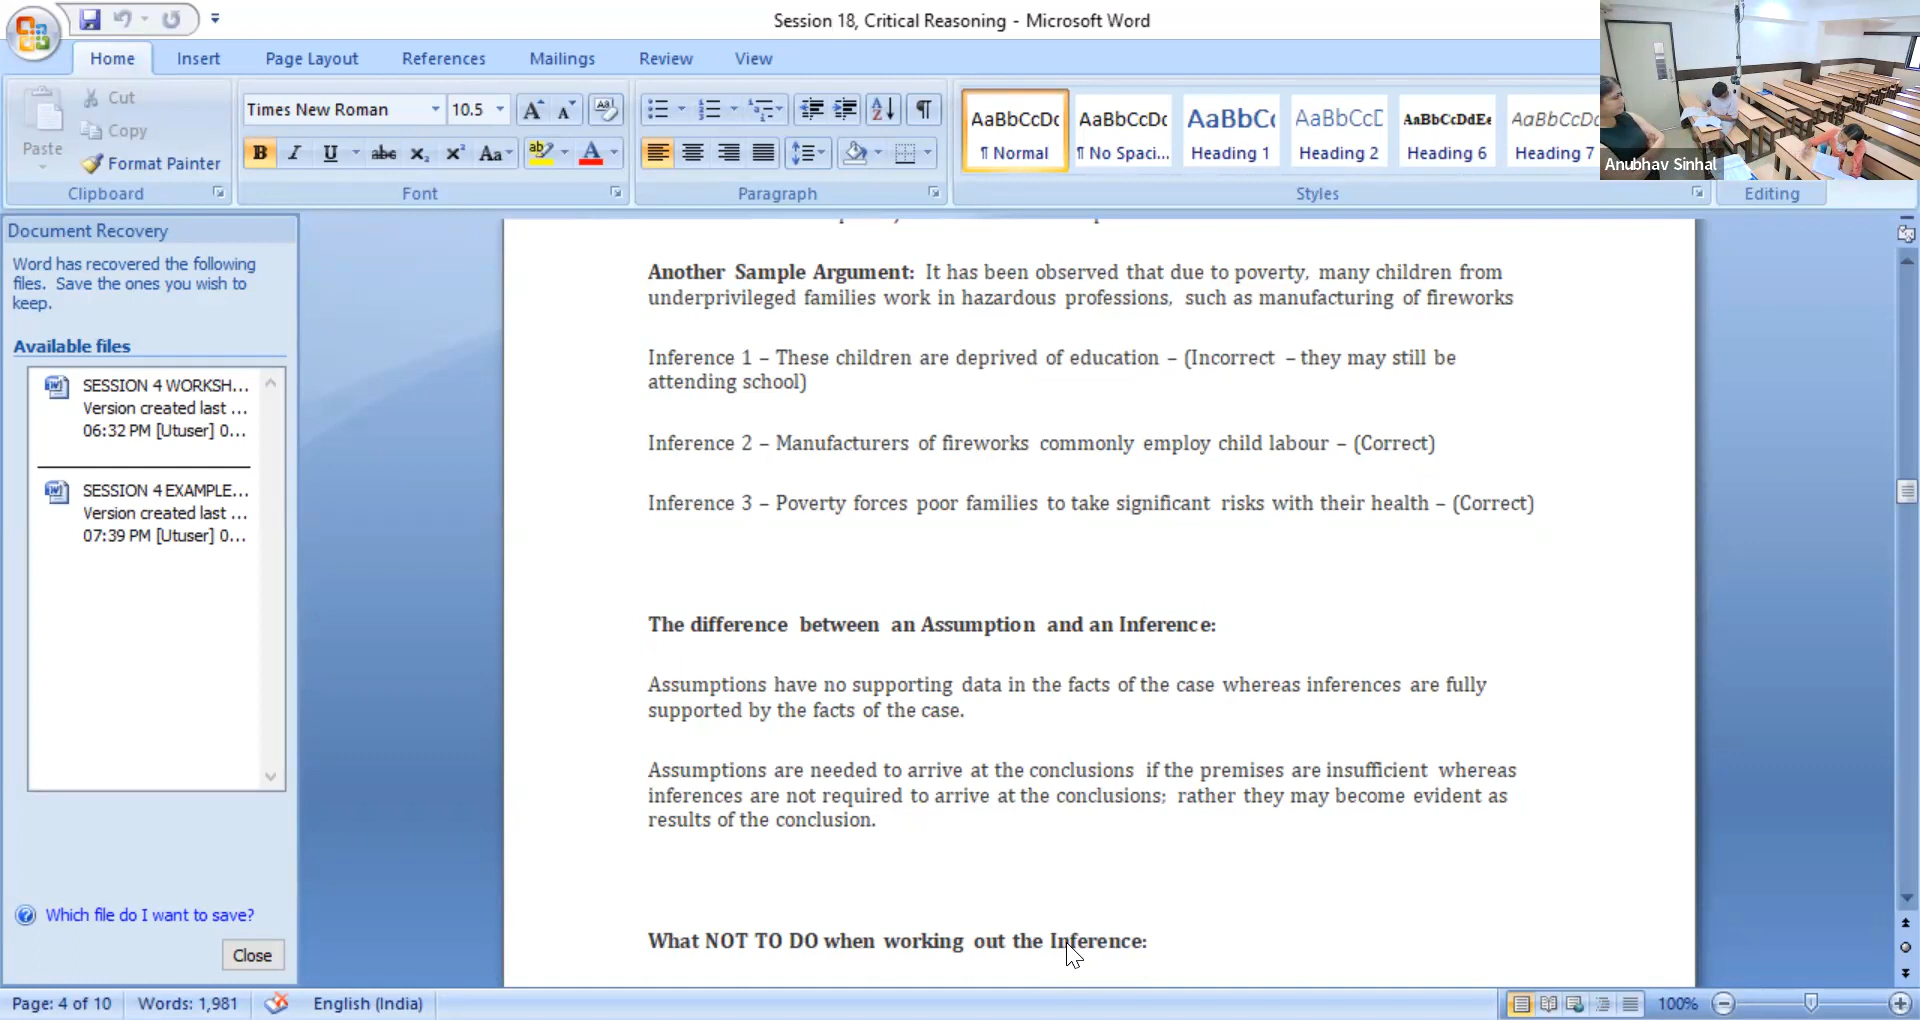 Session 18, Critical Reasoning - Microsoft Word
Home Insert Page Layout References Mailings Review View
Cut
Copy
Paste
Format Painter
Clipboard
Times New Roman 10.5
B I U abc X₂ X² Aa ab A
Font
Paragraph
AaBbCcDc AaBbCcDc AaBbC AaBbCcD AaBbCcDdE AaBbCcDc
¶ Normal ¶ No Spaci... Heading 1 Heading 2 Heading 6 Heading 7
Styles
Editing
Anubhav Sinhal
Document Recovery
Word has recovered the following
files. Save the ones you wish to
keep.
Available files
SESSION 4 WORKSH...
Version created last ...
06:32 PM [Utuser] 0...
SESSION 4 EXAMPLE...
Version created last ...
07:39 PM [Utuser] 0...
Which file do I want to save?
Close
Another Sample Argument: It has been observed that due to poverty, many children from
underprivileged families work in hazardous professions, such as manufacturing of fireworks
Inference 1 – These children are deprived of education – (Incorrect – they may still be
attending school)
Inference 2 – Manufacturers of fireworks commonly employ child labour – (Correct)
Inference 3 – Poverty forces poor families to take significant risks with their health – (Correct)
The difference between an Assumption and an Inference:
Assumptions have no supporting data in the facts of the case whereas inferences are fully
supported by the facts of the case.
Assumptions are needed to arrive at the conclusions if the premises are insufficient whereas
inferences are not required to arrive at the conclusions; rather they may become evident as
results of the conclusion.
What NOT TO DO when working out the Inference:
Page: 4 of 10 Words: 1,981 English (India) 100%